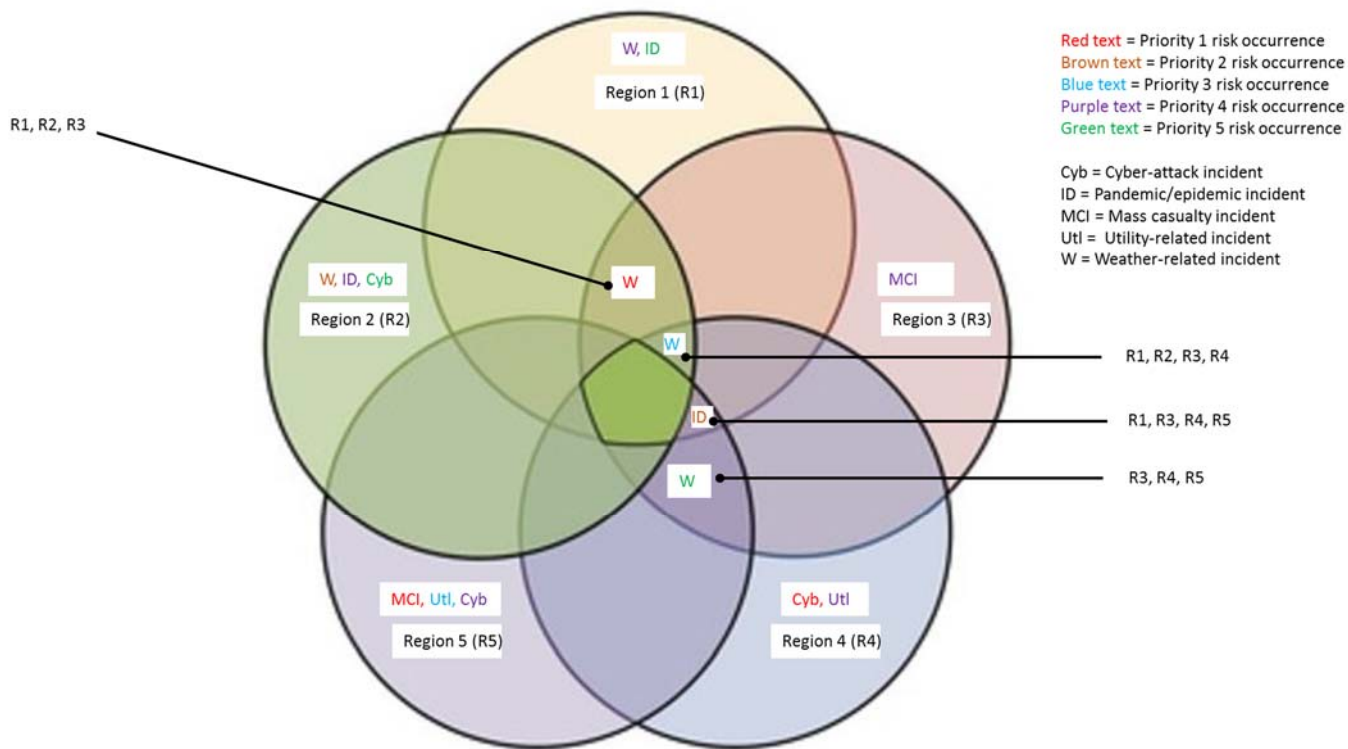 W, ID
Region 1 (R1)
Red text = Priority 1 risk occurrence
Brown text = Priority 2 risk occurrence
Blue text = Priority 3 risk occurrence
Purple text = Priority 4 risk occurrence
Green text = Priority 5 risk occurrence
Cyb = Cyber-attack incident
ID = Pandemic/epidemic incident
MCI = Mass casualty incident
Utl = Utility-related incident
W = Weather-related incident
R1, R2, R3
W, ID, Cyb
Region 2 (R2)
W
MCI
Region 3 (R3)
W
R1, R2, R3, R4
ID
R1, R3, R4, R5
W
R3, R4, R5
MCI, Utl, Cyb
Region 5 (R5)
Cyb, Utl
Region 4 (R4)